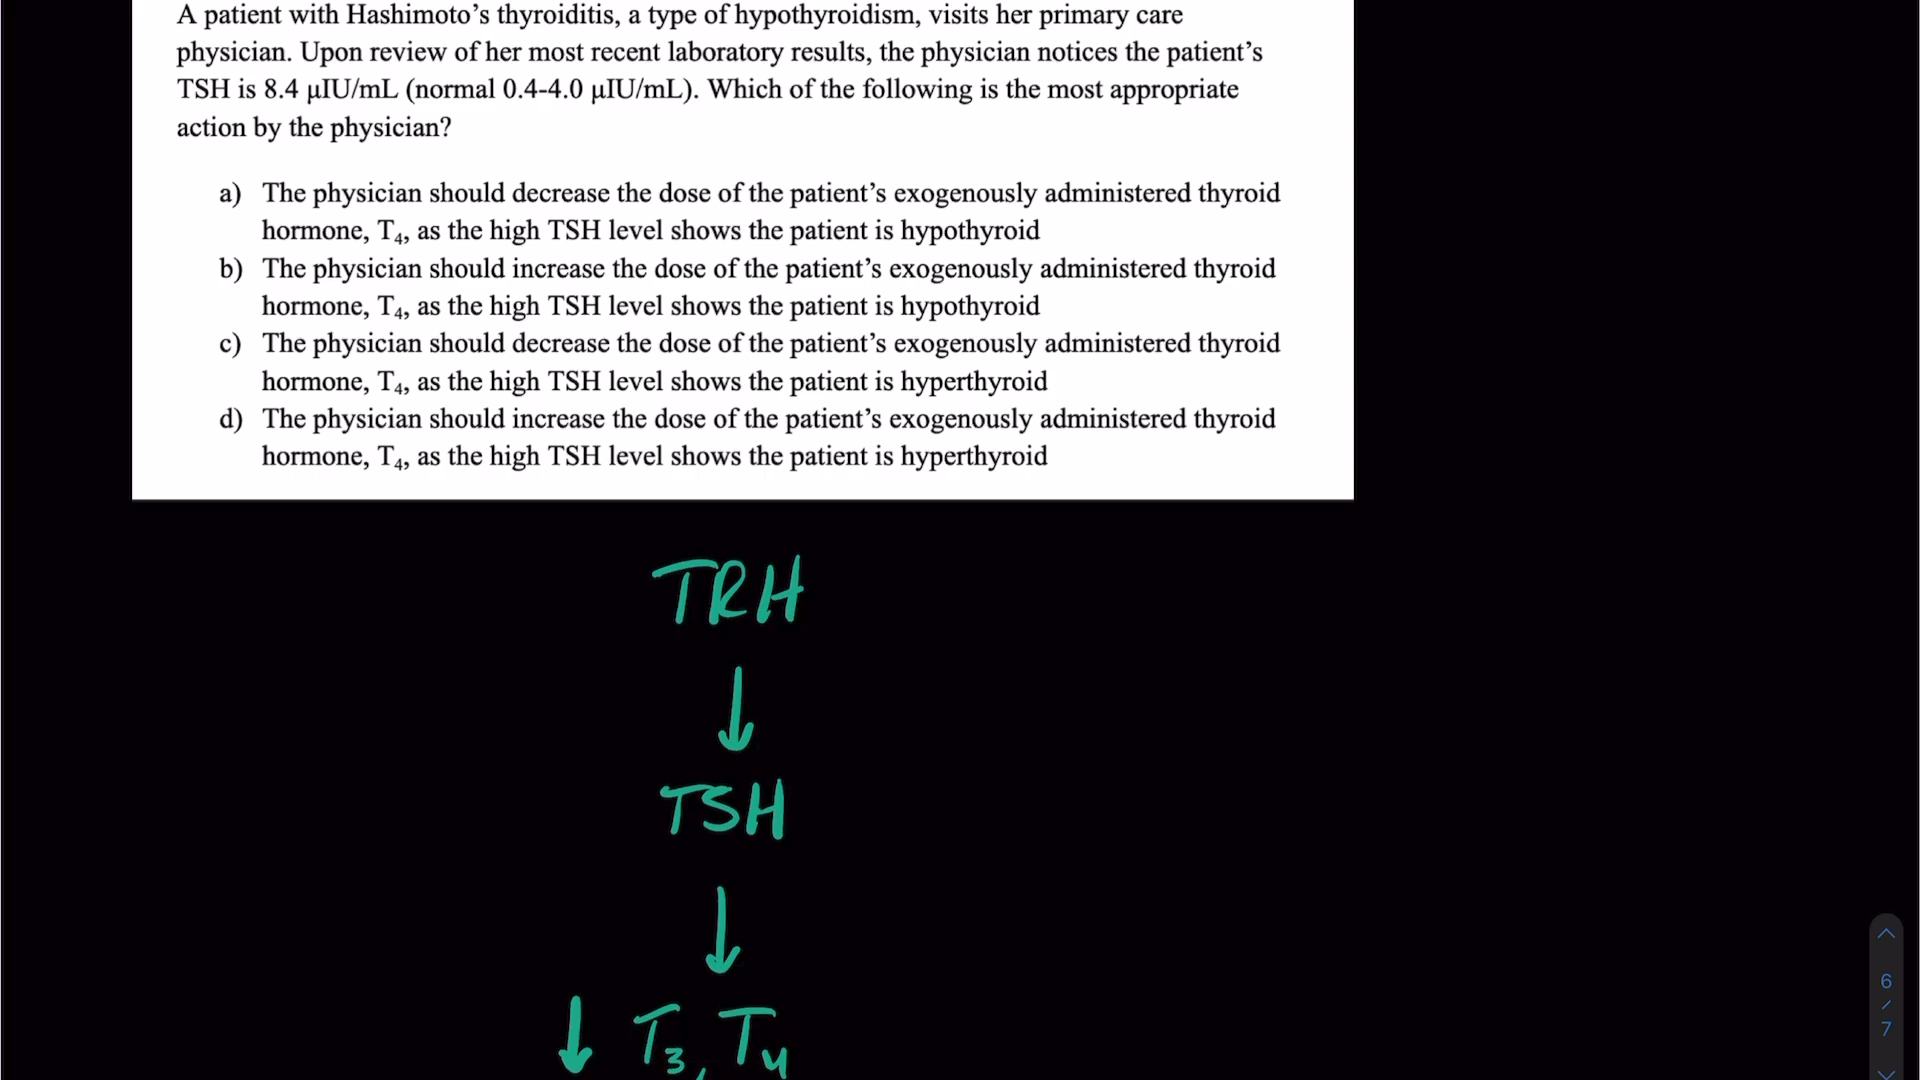 A patient with Hashimoto’s thyroiditis, a type of hypothyroidism, visits her primary care
physician. Upon review of her most recent laboratory results, the physician notices the patient’s
TSH is 8.4 μIU/mL (normal 0.4-4.0 μIU/mL). Which of the following is the most appropriate
action by the physician?
a) The physician should decrease the dose of the patient’s exogenously administered thyroid
hormone, T₄, as the high TSH level shows the patient is hypothyroid
b) The physician should increase the dose of the patient’s exogenously administered thyroid
hormone, T₄, as the high TSH level shows the patient is hypothyroid
c) The physician should decrease the dose of the patient’s exogenously administered thyroid
hormone, T₄, as the high TSH level shows the patient is hyperthyroid
d) The physician should increase the dose of the patient’s exogenously administered thyroid
hormone, T₄, as the high TSH level shows the patient is hyperthyroid
TRH
↓
TSH
↓
↓ T₃, T₄
6
/
7